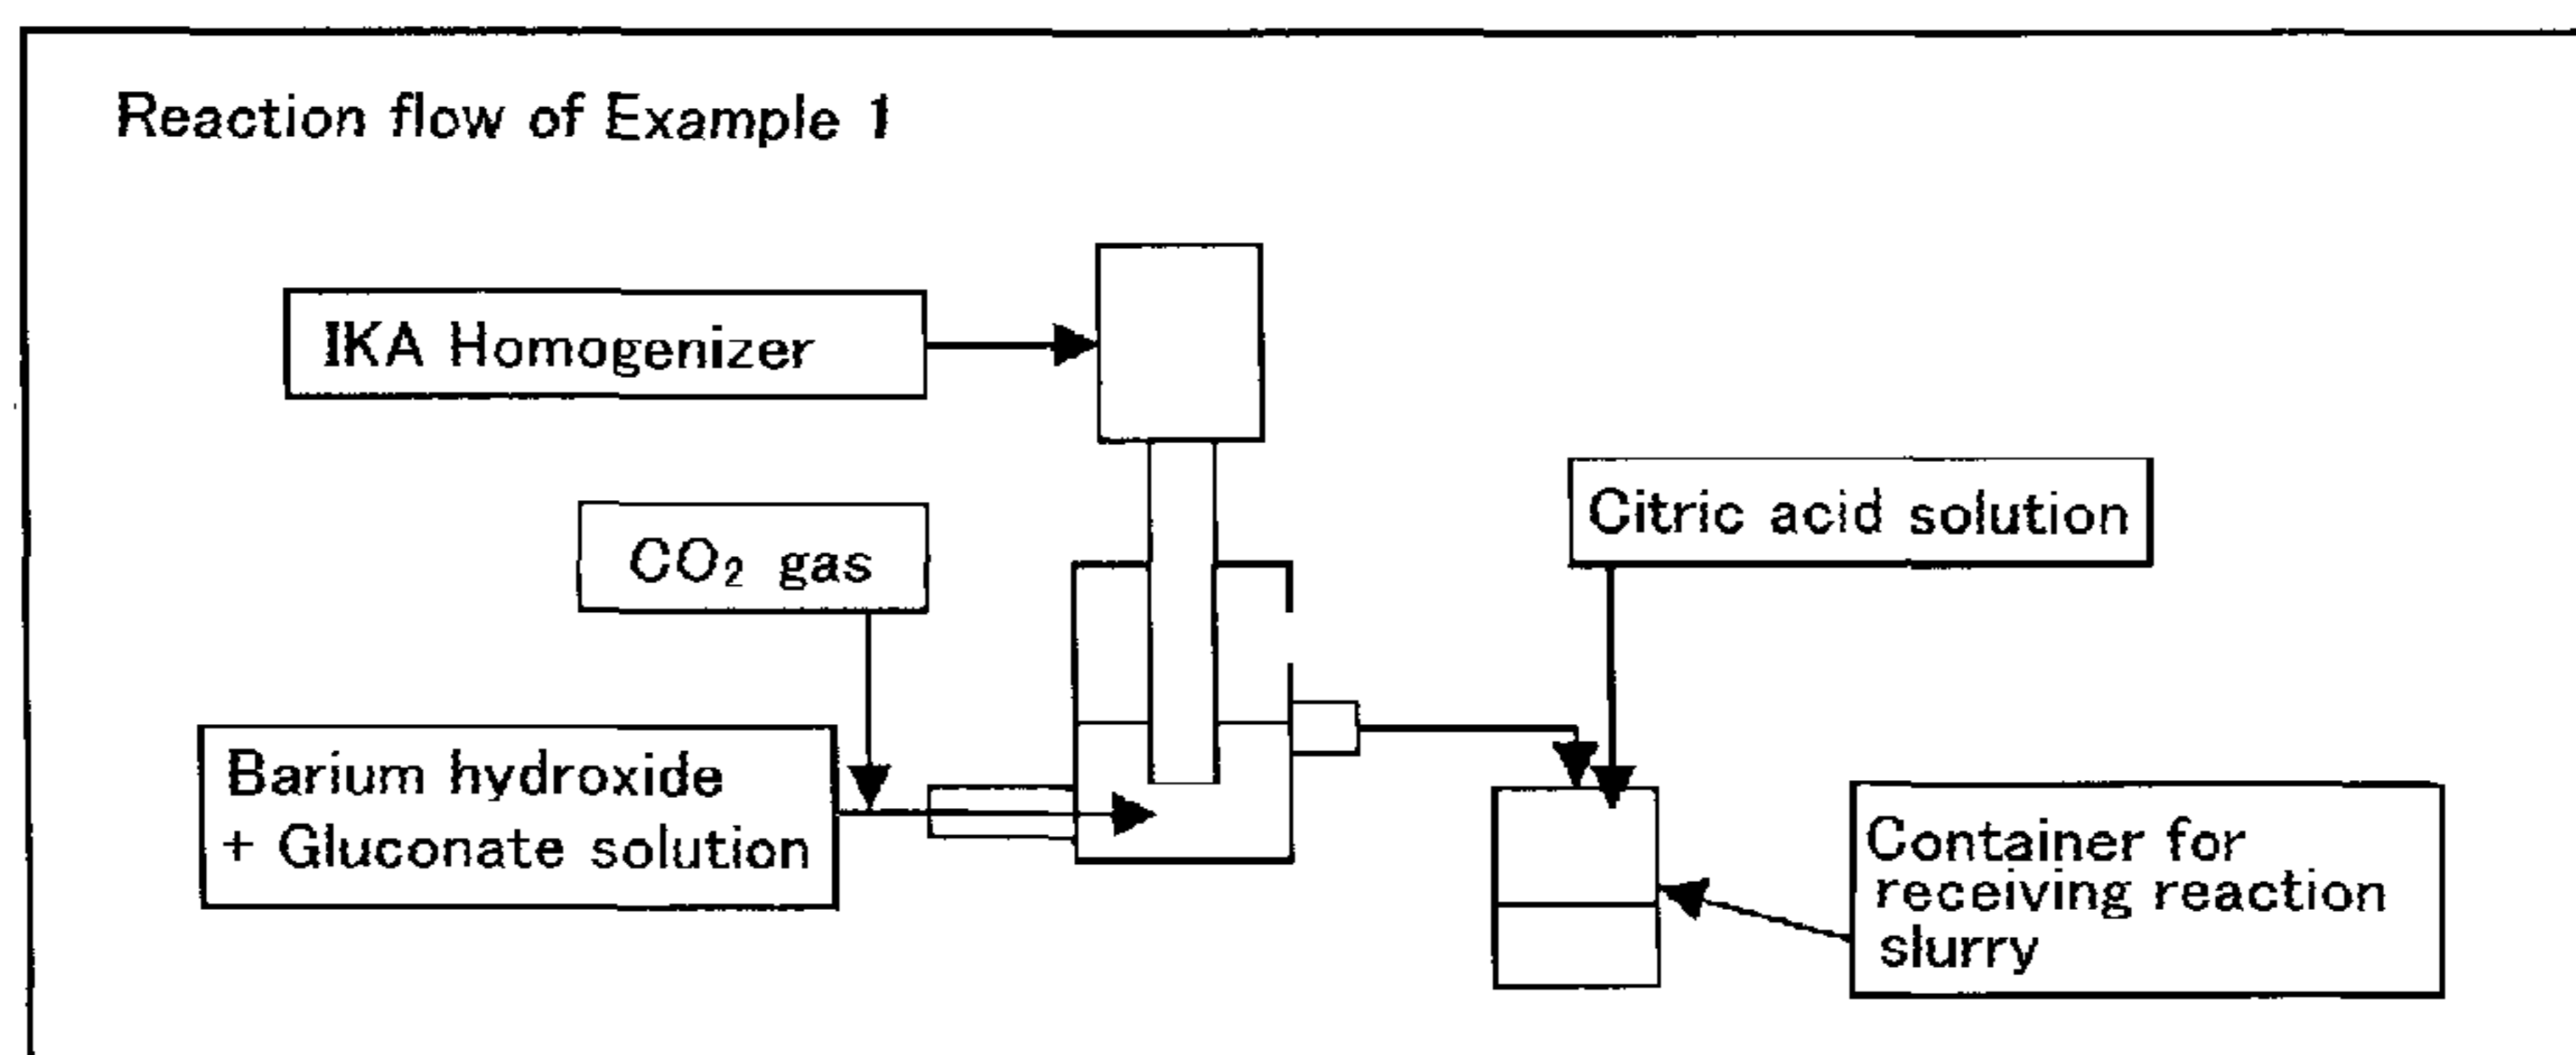 Reaction flow of Example 1
IKA Homogenizer
CO₂ gas
Citric acid solution
Barium hydroxide
+ Gluconate solution
Container for
receiving reaction
slurry